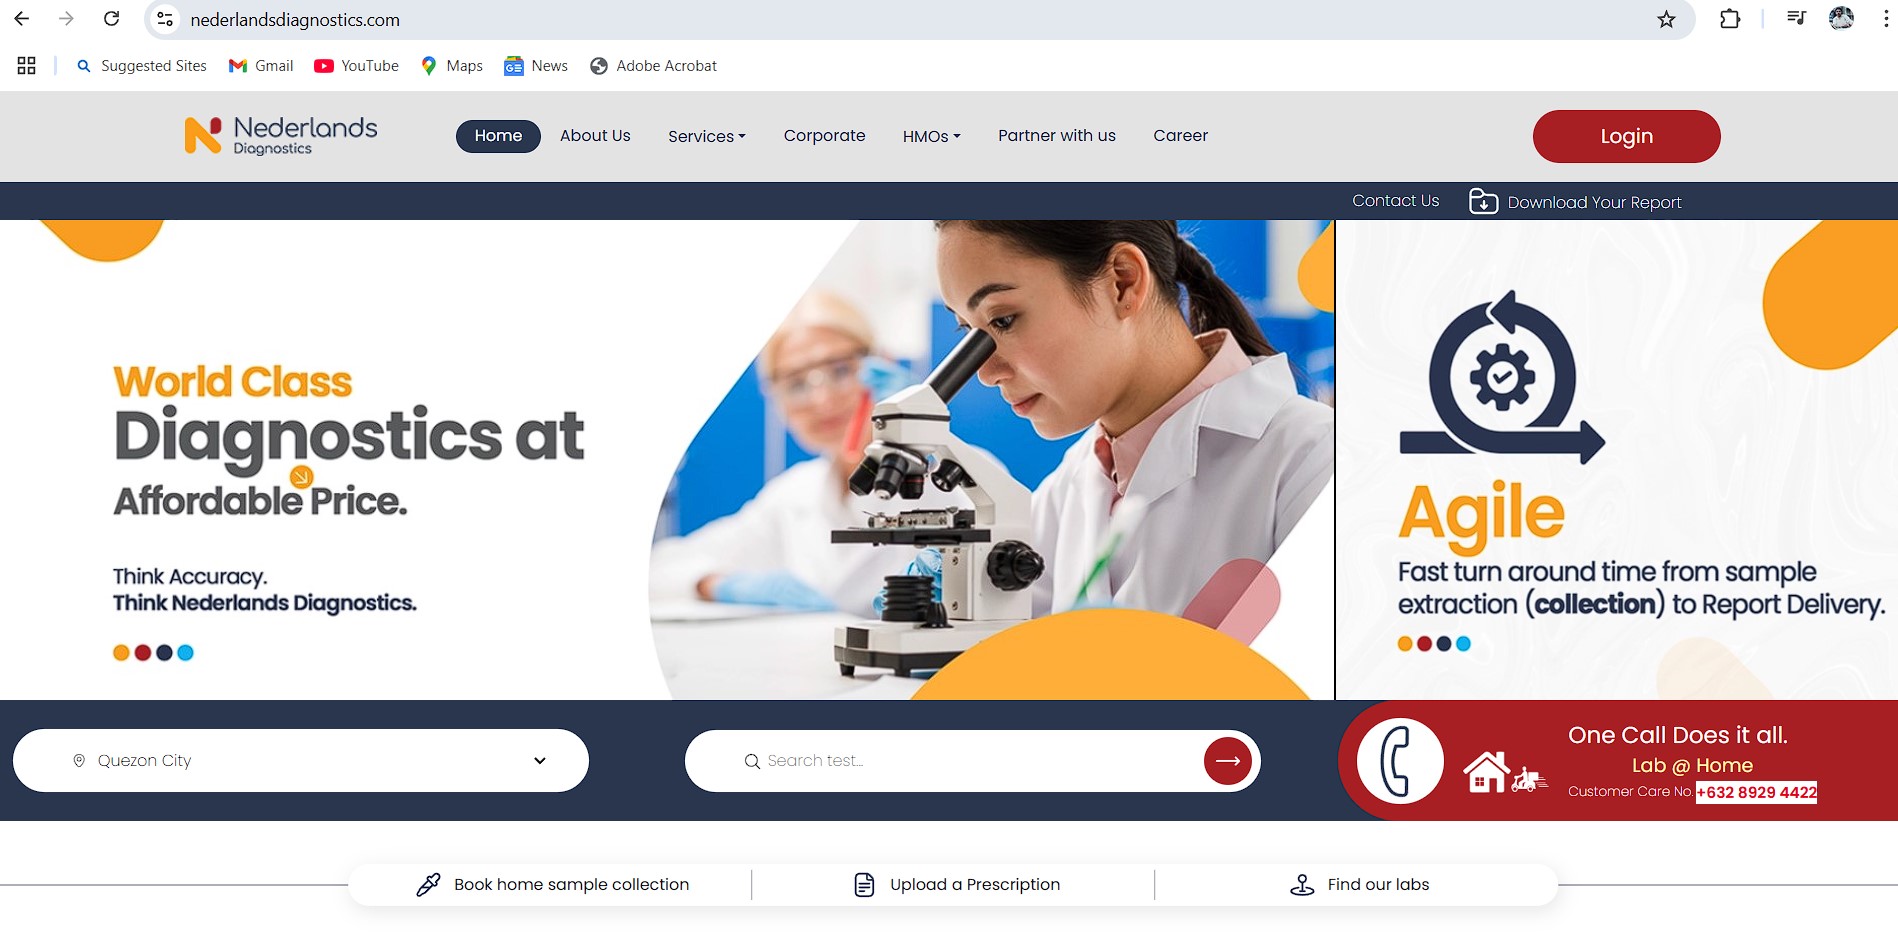 nederlandsdiagnostics.com
Suggested Sites Gmail YouTube Maps News Adobe Acrobat
Nederlands
Diagnostics
Home About Us Services Corporate HMOs Partner with us Career Login
Contact Us Download Your Report
World Class
Diagnostics at
Affordable Price.
Think Accuracy.
Think Nederlands Diagnostics.
Agile
Fast turn around time from sample
extraction (collection) to Report Delivery.
Quezon City
Search test...
One Call Does it all.
Lab @ Home
Customer Care No. +632 8929 4422
Book home sample collection Upload a Prescription Find our labs